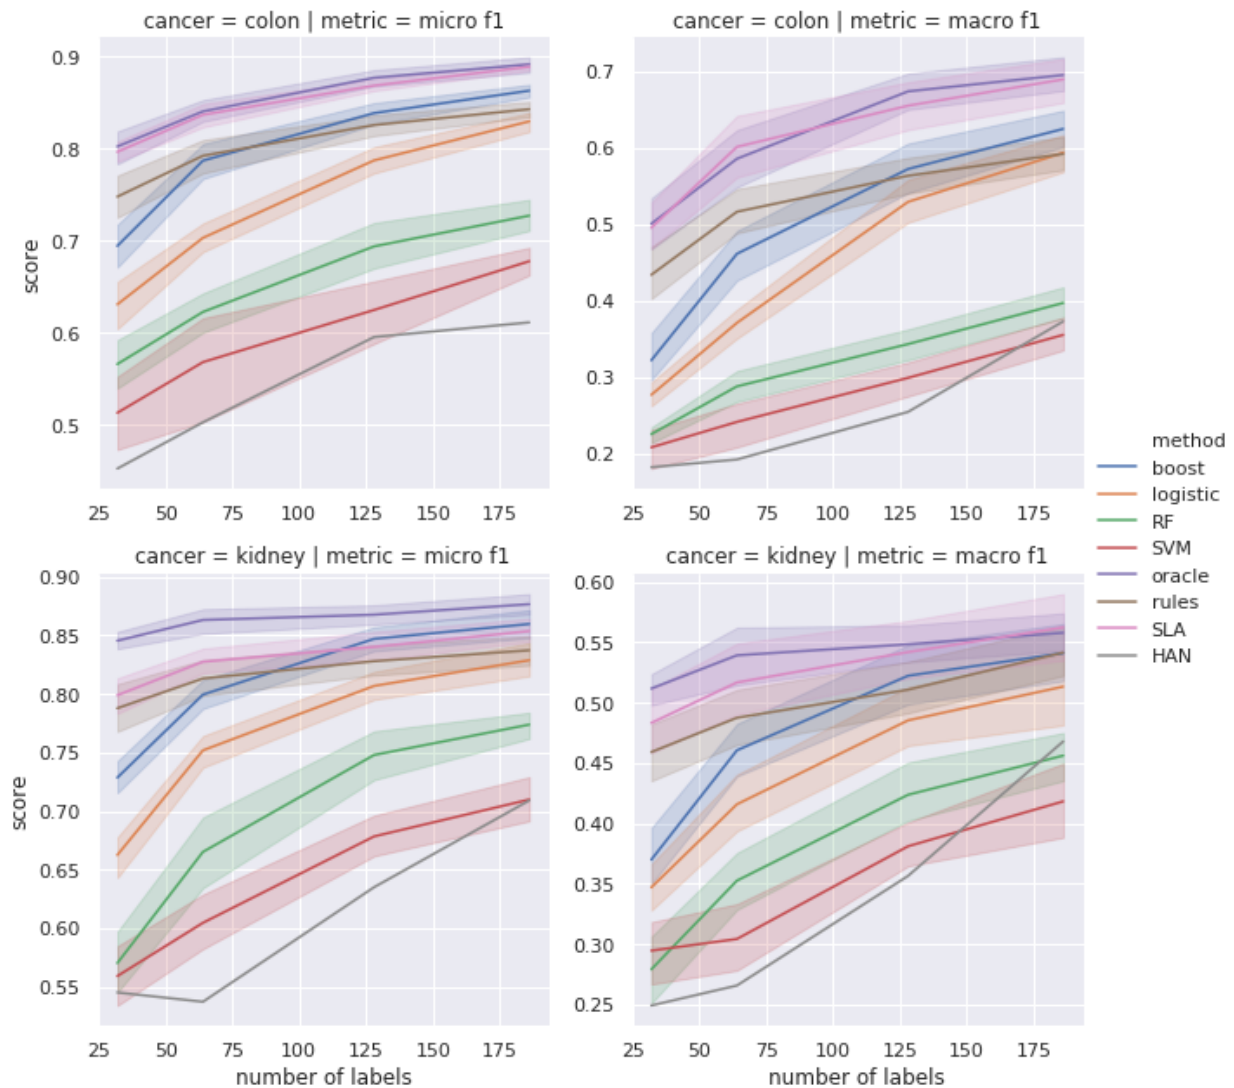 cancer = colon | metric = micro f1
cancer = colon | metric = macro f1
score
0.9
0.8
0.7
0.6
0.5
25 50 75 100 125 150 175
0.7
0.6
0.5
0.4
0.3
0.2
25 50 75 100 125 150 175
cancer = kidney | metric = micro f1
cancer = kidney | metric = macro f1
score
0.90
0.85
0.80
0.75
0.70
0.65
0.60
0.55
25 50 75 100 125 150 175
number of labels
0.60
0.55
0.50
0.45
0.40
0.35
0.30
0.25
25 50 75 100 125 150 175
number of labels
method
boost
logistic
RF
SVM
oracle
rules
SLA
HAN